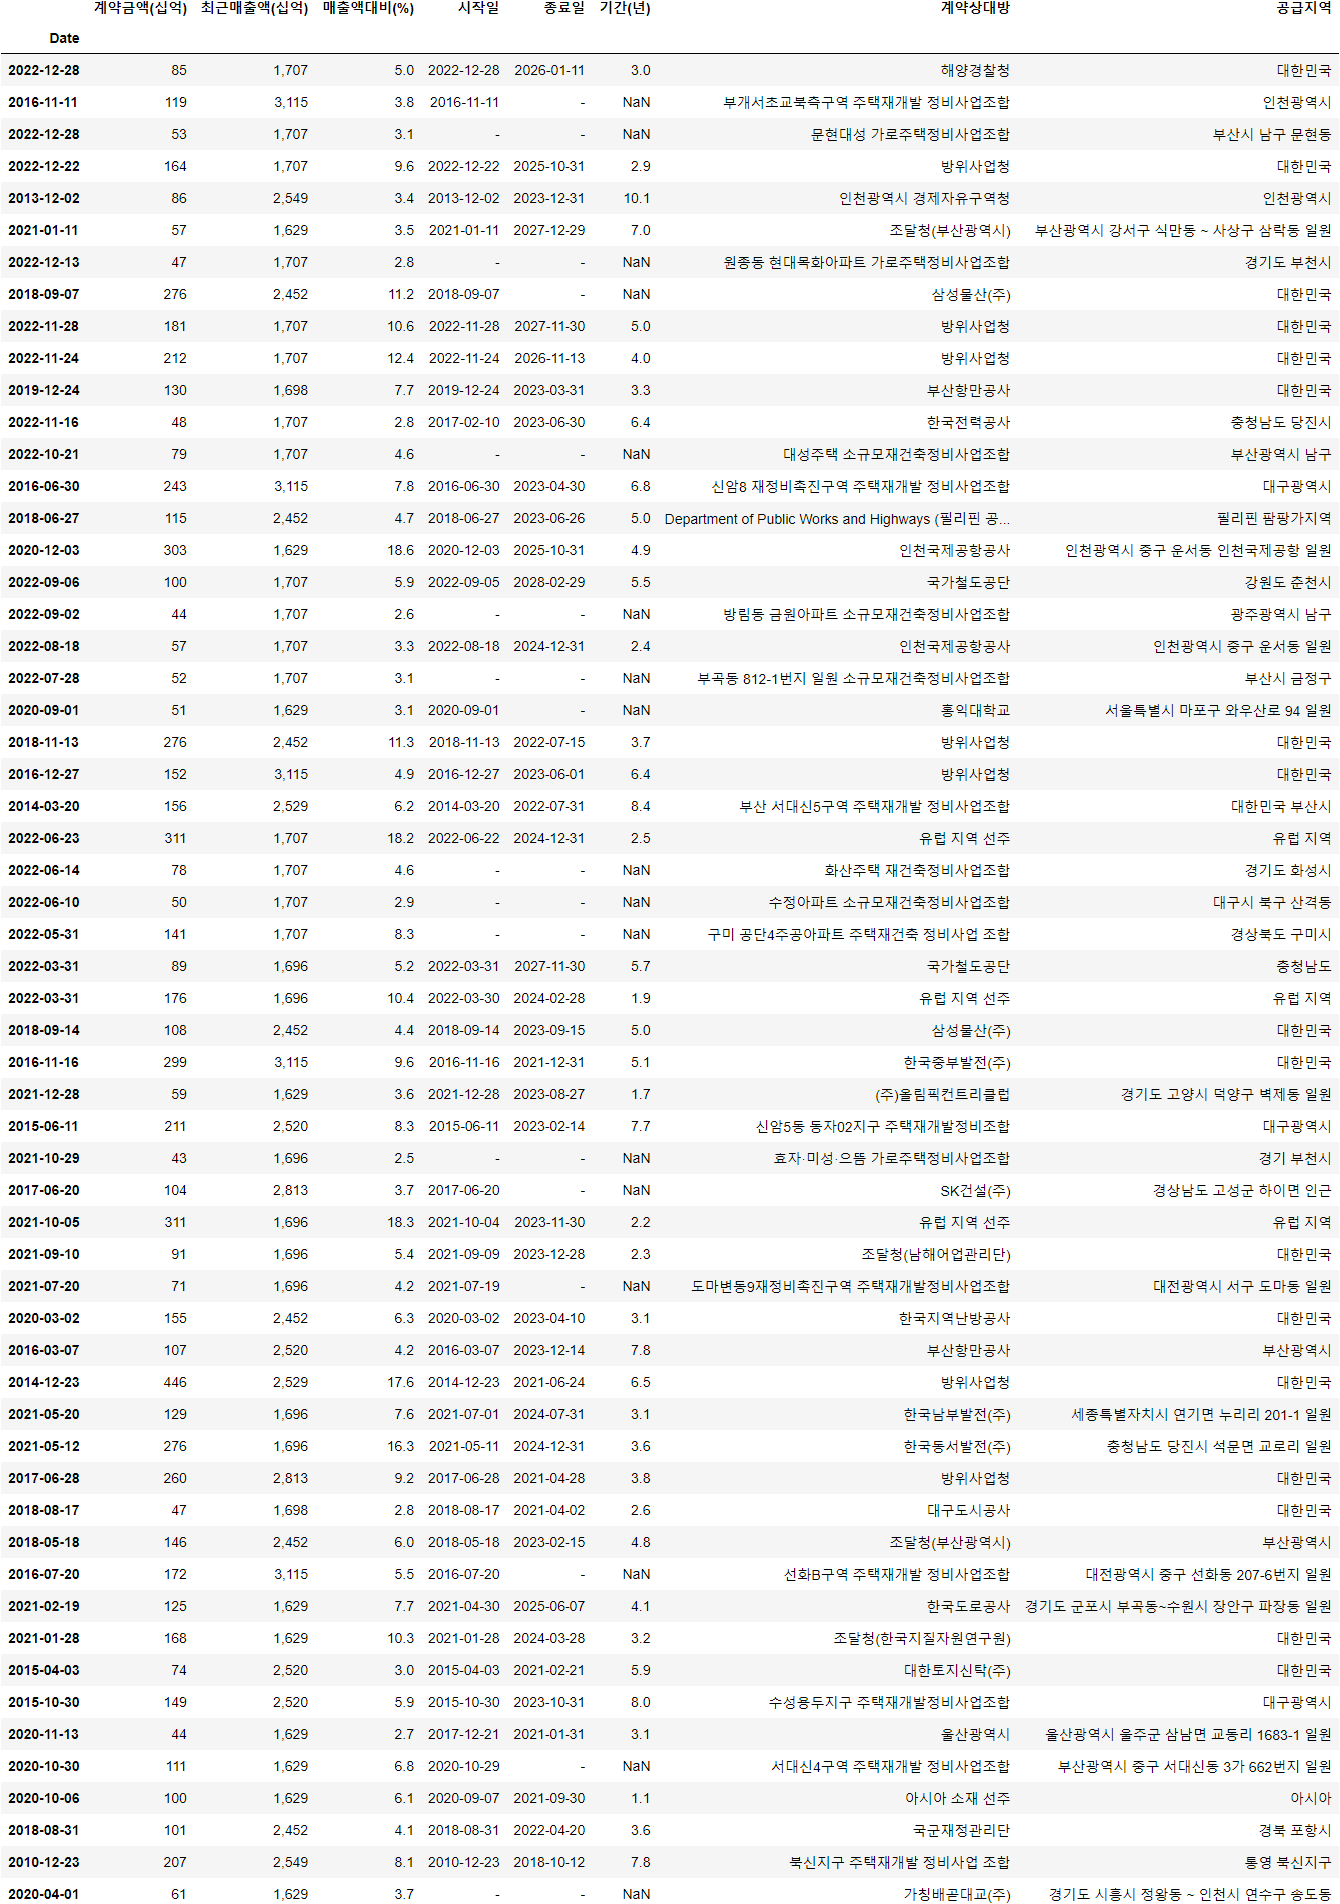 계약금액(십억) 최근매출액(십억) 매출액대비(%) 시작일 종료일 기간(년) 계약상대방 공급지역
Date
2022-12-28 85 1,707 5.0 2022-12-28 2026-01-11 3.0 해양경찰청 대한민국
2016-11-11 119 3,115 3.8 2016-11-11 - NaN 부개서초교북측구역 주택재개발 정비사업조합 인천광역시
2022-12-28 53 1,707 3.1 - - NaN 문현대성 가로주택정비사업조합 부산시 남구 문현동
2022-12-22 164 1,707 9.6 2022-12-22 2025-10-31 2.9 방위사업청 대한민국
2013-12-02 86 2,549 3.4 2013-12-02 2023-12-31 10.1 인천광역시 경제자유구역청 인천광역시
2021-01-11 57 1,629 3.5 2021-01-11 2027-12-29 7.0 조달청(부산광역시) 부산광역시 강서구 식만동 ~ 사상구 삼락동 일원
2022-12-13 47 1,707 2.8 - - NaN 원종동 현대목화아파트 가로주택정비사업조합 경기도 부천시
2018-09-07 276 2,452 11.2 2018-09-07 - NaN 삼성물산(주) 대한민국
2022-11-28 181 1,707 10.6 2022-11-28 2027-11-30 5.0 방위사업청 대한민국
2022-11-24 212 1,707 12.4 2022-11-24 2026-11-13 4.0 방위사업청 대한민국
2019-12-24 130 1,698 7.7 2019-12-24 2023-03-31 3.3 부산항만공사 대한민국
2022-11-16 48 1,707 2.8 2017-02-10 2023-06-30 6.4 한국전력공사 충청남도 당진시
2022-10-21 79 1,707 4.6 - - NaN 대성주택 소규모재건축정비사업조합 부산광역시 남구
2016-06-30 243 3,115 7.8 2016-06-30 2023-04-30 6.8 신암8 재정비촉진구역 주택재개발 정비사업조합 대구광역시
2018-06-27 115 2,452 4.7 2018-06-27 2023-06-26 5.0 Department of Public Works and Highways (필리핀 공... 필리핀 팜팡가지역
2020-12-03 303 1,629 18.6 2020-12-03 2025-10-31 4.9 인천국제공항공사 인천광역시 중구 운서동 인천국제공항 일원
2022-09-06 100 1,707 5.9 2022-09-05 2028-02-29 5.5 국가철도공단 강원도 춘천시
2022-09-02 44 1,707 2.6 - - NaN 방림동 금원아파트 소규모재건축정비사업조합 광주광역시 남구
2022-08-18 57 1,707 3.3 2022-08-18 2024-12-31 2.4 인천국제공항공사 인천광역시 중구 운서동 일원
2022-07-28 52 1,707 3.1 - - NaN 부곡동 812-1번지 일원 소규모재건축정비사업조합 부산시 금정구
2020-09-01 51 1,629 3.1 2020-09-01 - NaN 홍익대학교 서울특별시 마포구 와우산로 94 일원
2018-11-13 276 2,452 11.3 2018-11-13 2022-07-15 3.7 방위사업청 대한민국
2016-12-27 152 3,115 4.9 2016-12-27 2023-06-01 6.4 방위사업청 대한민국
2014-03-20 156 2,529 6.2 2014-03-20 2022-07-31 8.4 부산 서대신5구역 주택재개발 정비사업조합 대한민국 부산시
2022-06-23 311 1,707 18.2 2022-06-22 2024-12-31 2.5 유럽 지역 선주 유럽 지역
2022-06-14 78 1,707 4.6 - - NaN 화산주택 재건축정비사업조합 경기도 화성시
2022-06-10 50 1,707 2.9 - - NaN 수정아파트 소규모재건축정비사업조합 대구시 북구 산격동
2022-05-31 141 1,707 8.3 - - NaN 구미 공단4주공아파트 주택재건축 정비사업 조합 경상북도 구미시
2022-03-31 89 1,696 5.2 2022-03-31 2027-11-30 5.7 국가철도공단 충청남도
2022-03-31 176 1,696 10.4 2022-03-30 2024-02-28 1.9 유럽 지역 선주 유럽 지역
2018-09-14 108 2,452 4.4 2018-09-14 2023-09-15 5.0 삼성물산(주) 대한민국
2016-11-16 299 3,115 9.6 2016-11-16 2021-12-31 5.1 한국중부발전(주) 대한민국
2021-12-28 59 1,629 3.6 2021-12-28 2023-08-27 1.7 (주)올림픽컨트리클럽 경기도 고양시 덕양구 벽제동 일원
2015-06-11 211 2,520 8.3 2015-06-11 2023-02-14 7.7 신암5동 동자02지구 주택재개발정비조합 대구광역시
2021-10-29 43 1,696 2.5 - - NaN 효자·미성·으뜸 가로주택정비사업조합 경기 부천시
2017-06-20 104 2,813 3.7 2017-06-20 - NaN SK건설(주) 경상남도 고성군 하이면 인근
2021-10-05 311 1,696 18.3 2021-10-04 2023-11-30 2.2 유럽 지역 선주 유럽 지역
2021-09-10 91 1,696 5.4 2021-09-09 2023-12-28 2.3 조달청(남해어업관리단) 대한민국
2021-07-20 71 1,696 4.2 2021-07-19 - NaN 도마변동9재정비촉진구역 주택재개발정비사업조합 대전광역시 서구 도마동 일원
2020-03-02 155 2,452 6.3 2020-03-02 2023-04-10 3.1 한국지역난방공사 대한민국
2016-03-07 107 2,520 4.2 2016-03-07 2023-12-14 7.8 부산항만공사 부산광역시
2014-12-23 446 2,529 17.6 2014-12-23 2021-06-24 6.5 방위사업청 대한민국
2021-05-20 129 1,696 7.6 2021-07-01 2024-07-31 3.1 한국남부발전(주) 세종특별자치시 연기면 누리리 201-1 일원
2021-05-12 276 1,696 16.3 2021-05-11 2024-12-31 3.6 한국동서발전(주) 충청남도 당진시 석문면 교로리 일원
2017-06-28 260 2,813 9.2 2017-06-28 2021-04-28 3.8 방위사업청 대한민국
2018-08-17 47 1,698 2.8 2018-08-17 2021-04-02 2.6 대구도시공사 대한민국
2018-05-18 146 2,452 6.0 2018-05-18 2023-02-15 4.8 조달청(부산광역시) 부산광역시
2016-07-20 172 3,115 5.5 2016-07-20 - NaN 선화B구역 주택재개발 정비사업조합 대전광역시 중구 선화동 207-6번지 일원
2021-02-19 125 1,629 7.7 2021-04-30 2025-06-07 4.1 한국도로공사 경기도 군포시 부곡동~수원시 장안구 파장동 일원
2021-01-28 168 1,629 10.3 2021-01-28 2024-03-28 3.2 조달청(한국지질자원연구원) 대한민국
2015-04-03 74 2,520 3.0 2015-04-03 2021-02-21 5.9 대한토지신탁(주) 대한민국
2015-10-30 149 2,520 5.9 2015-10-30 2023-10-31 8.0 수성용두지구 주택재개발정비사업조합 대구광역시
2020-11-13 44 1,629 2.7 2017-12-21 2021-01-31 3.1 울산광역시 울산광역시 울주군 삼남면 교동리 1683-1 일원
2020-10-30 111 1,629 6.8 2020-10-29 - NaN 서대신4구역 주택재개발 정비사업조합 부산광역시 중구 서대신동 3가 662번지 일원
2020-10-06 100 1,629 6.1 2020-09-07 2021-09-30 1.1 아시아 소재 선주 아시아
2018-08-31 101 2,452 4.1 2018-08-31 2022-04-20 3.6 국군재정관리단 경북 포항시
2010-12-23 207 2,549 8.1 2010-12-23 2018-10-12 7.8 북신지구 주택재개발 정비사업 조합 통영 북신지구
2020-04-01 61 1,629 3.7 - - NaN 가칭배곧대교(주) 경기도 시흥시 정왕동 ~ 인천시 연수구 송도동